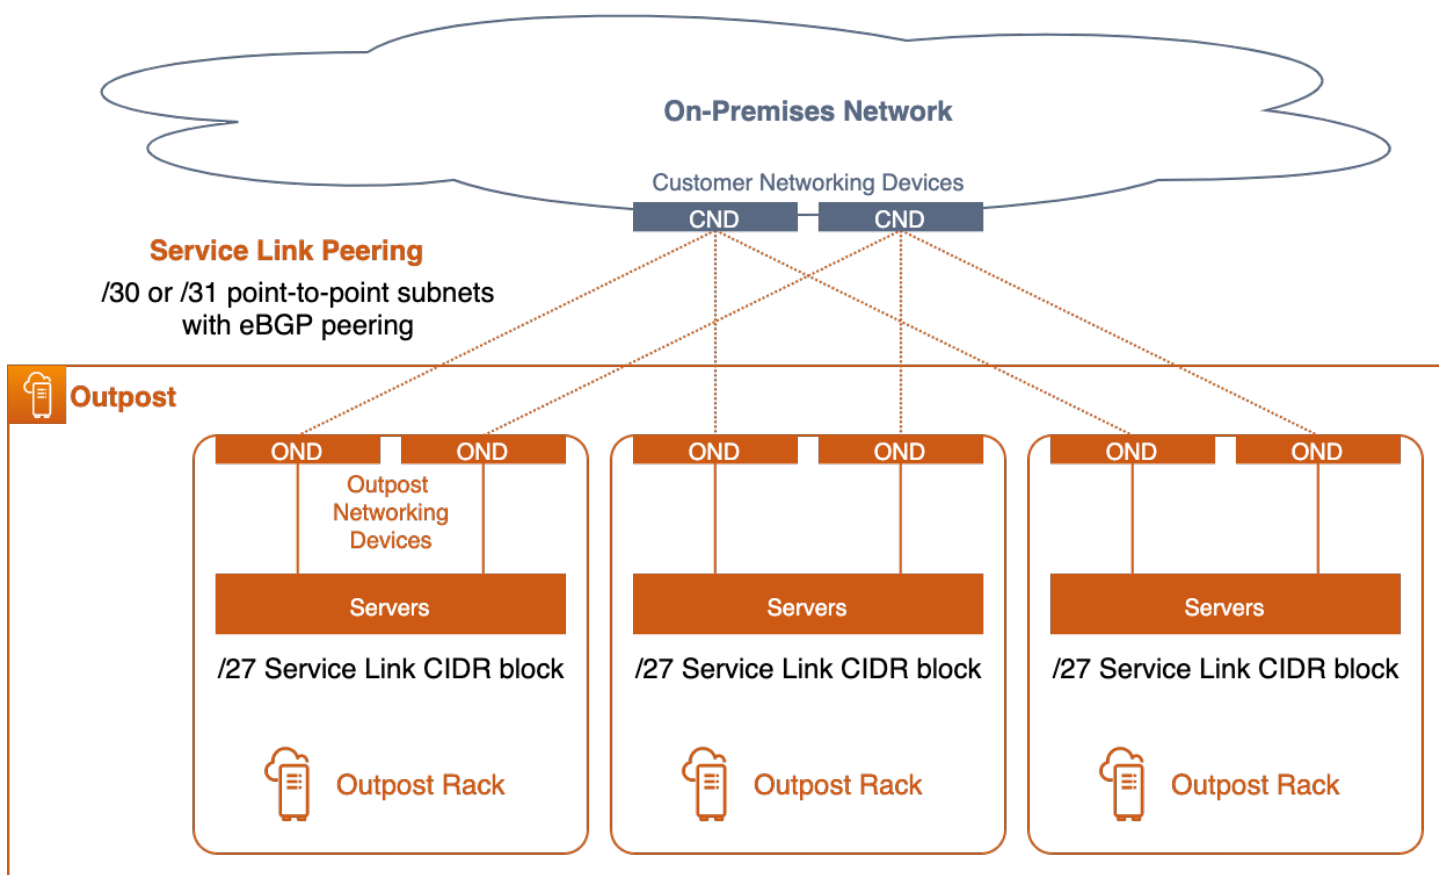 On-Premises Network
Customer Networking Devices
CND CND
Service Link Peering
/30 or /31 point-to-point subnets
with eBGP peering
Outpost
OND OND OND OND OND OND
Outpost
Networking
Devices
Servers Servers Servers
/27 Service Link CIDR block /27 Service Link CIDR block /27 Service Link CIDR block
Outpost Rack Outpost Rack Outpost Rack